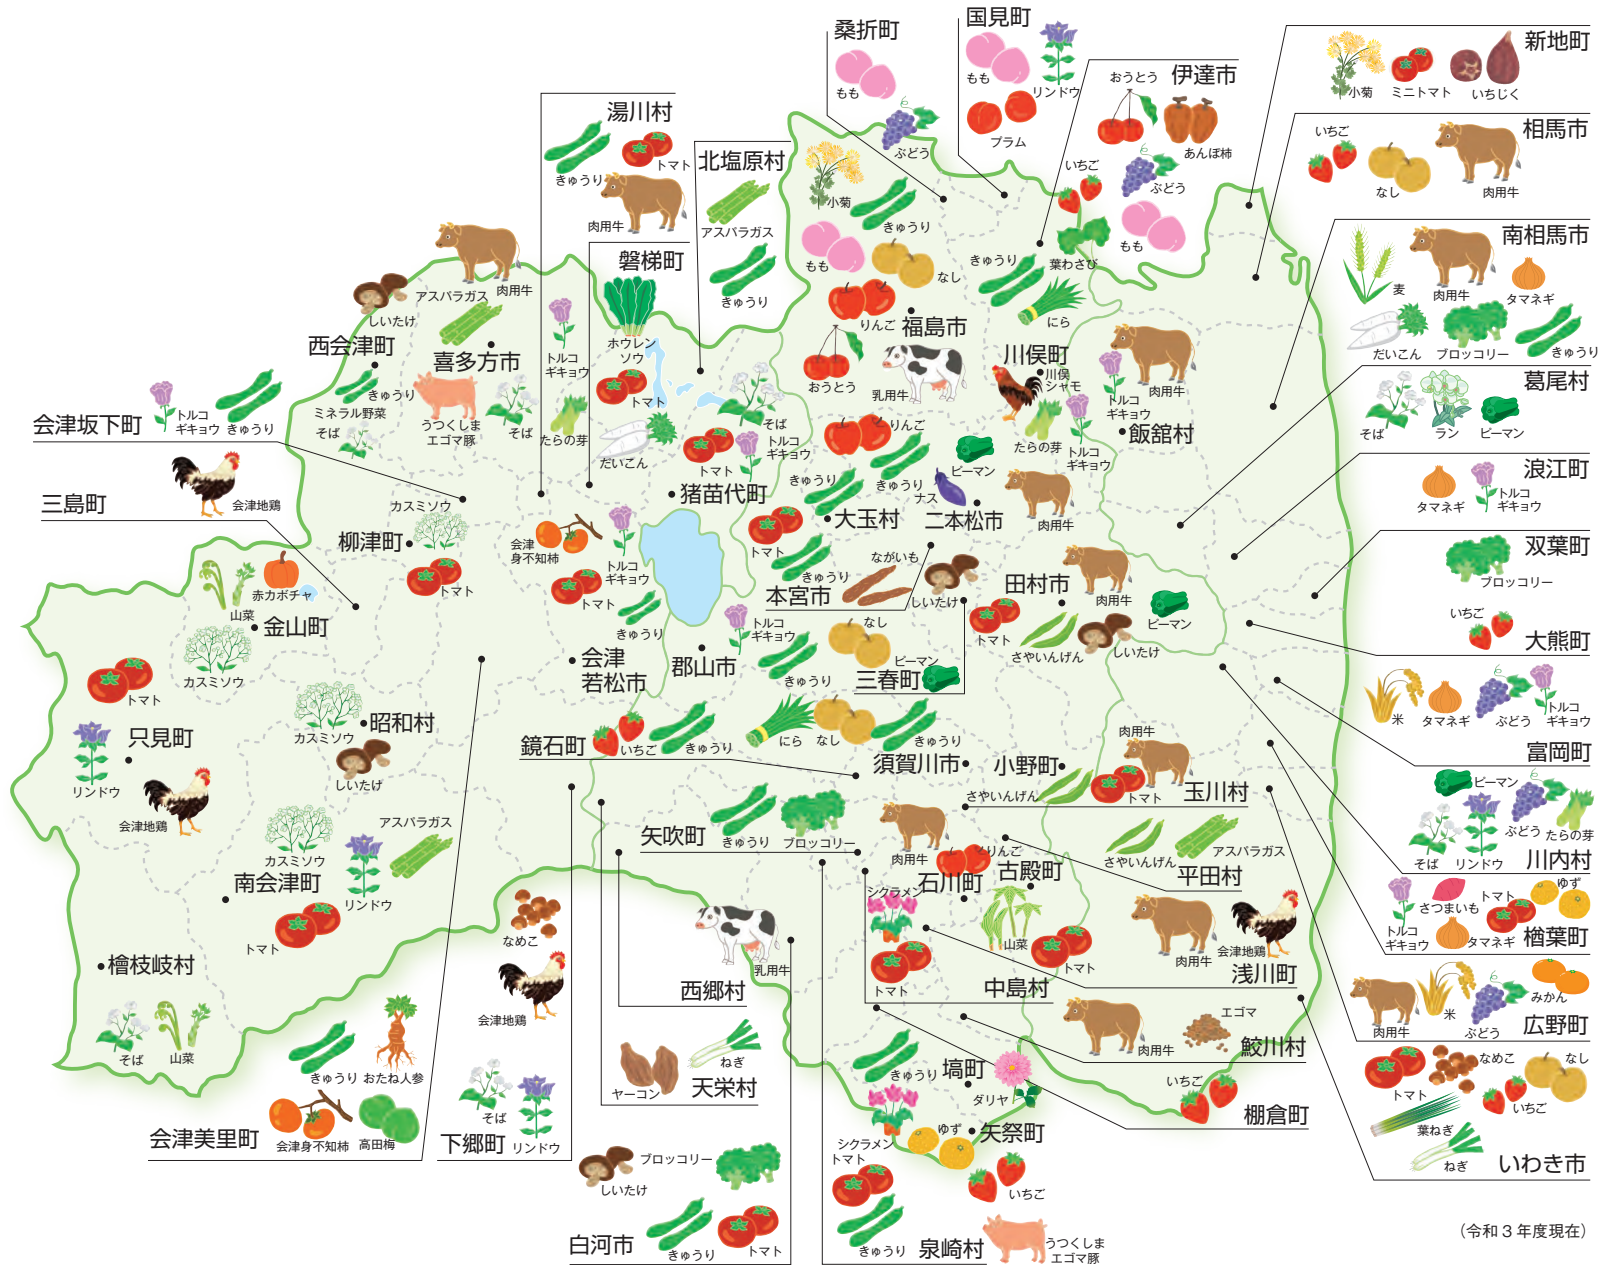 桑折町
もも
ぶどう
国見町
もも
リンドウ
プラム
伊達市
おうとう
あんぽ柿
いちご
ぶどう
もも
葉わさび
きゅうり
にら
新地町
小菊
ミニトマト
いちじく
相馬市
いちご
なし
肉用牛
南相馬市
麦
肉用牛
タマネギ
だいこん
ブロッコリー
きゅうり
葛尾村
そば
ラン
ピーマン
浪江町
タマネギ
トルコ
ギキョウ
双葉町
ブロッコリー
いちご
大熊町
米
タマネギ
ぶどう
トルコ
ギキョウ
富岡町
ピーマン
そば
リンドウ
ぶどう
たらの芽
川内村
トルコ
ギキョウ
さつまいも
タマネギ
トマト
ゆず
楢葉町
肉用牛
米
ぶどう
みかん
広野町
トマト
なめこ
いちご
なし
葉ねぎ
ねぎ
いわき市
湯川村
きゅうり
トマト
肉用牛
北塩原村
アスパラガス
きゅうり
磐梯町
ホウレン
ソウ
トマト
だいこん
小菊
きゅうり
もも
なし
りんご
福島市
おうとう
乳用牛
川俣町
川俣
シャモ
たらの芽
トルコ
ギキョウ
肉用牛
トルコ
ギキョウ
飯舘村
しいたけ
西会津町
きゅうり
ミネラル野菜
そば
アスパラガス
肉用牛
喜多方市
うつくしま
エゴマ豚
そば
トルコ
ギキョウ
たらの芽
会津坂下町
トルコ
ギキョウ
きゅうり
三島町
会津地鶏
カスミソウ
柳津町
トマト
そば
トマト
トルコ
ギキョウ
猪苗代町
りんご
きゅうり
ピーマン
ナス
二本松市
肉用牛
きゅうり
大玉村
トマト
きゅうり
本宮市
ながいも
しいたけ
田村市
肉用牛
トマト
さやいんげん
しいたけ
ピーマン
会津
身不知柿
トルコ
ギキョウ
トマト
きゅうり
会津
若松市
郡山市
トルコ
ギキョウ
きゅうり
なし
三春町
ピーマン
山菜
赤カボチャ
金山町
カスミソウ
トマト
只見町
リンドウ
会津地鶏
カスミソウ
昭和村
しいたけ
カスミソウ
南会津町
リンドウ
アスパラガス
トマト
檜枝岐村
そば
山菜
鏡石町
いちご
きゅうり
にら
なし
きゅうり
須賀川市
小野町
さやいんげん
肉用牛
トマト
玉川村
矢吹町
きゅうり
ブロッコリー
肉用牛
りんご
石川町
古殿町
山菜
さやいんげん
アスパラガス
平田村
シクラメン
トマト
中島村
トマト
肉用牛
会津地鶏
浅川町
肉用牛
エゴマ
鮫川村
乳用牛
西郷村
ヤーコン
ねぎ
天栄村
なめこ
会津地鶏
そば
リンドウ
下郷町
きゅうり
おたね人参
会津身不知柿
高田梅
会津美里町
きゅうり
塙町
ダリヤ
いちご
棚倉町
ゆず
矢祭町
いちご
しいたけ
ブロッコリー
きゅうり
トマト
白河市
シクラメン
トマト
きゅうり
泉崎村
うつくしま
エゴマ豚
（令和３年度現在）